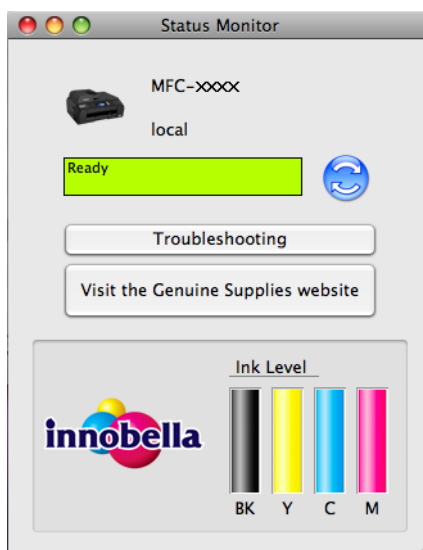 Status Monitor
MFC-xxxx
local
Ready
Troubleshooting
Visit the Genuine Supplies website
Ink Level
innobella
BK Y C M